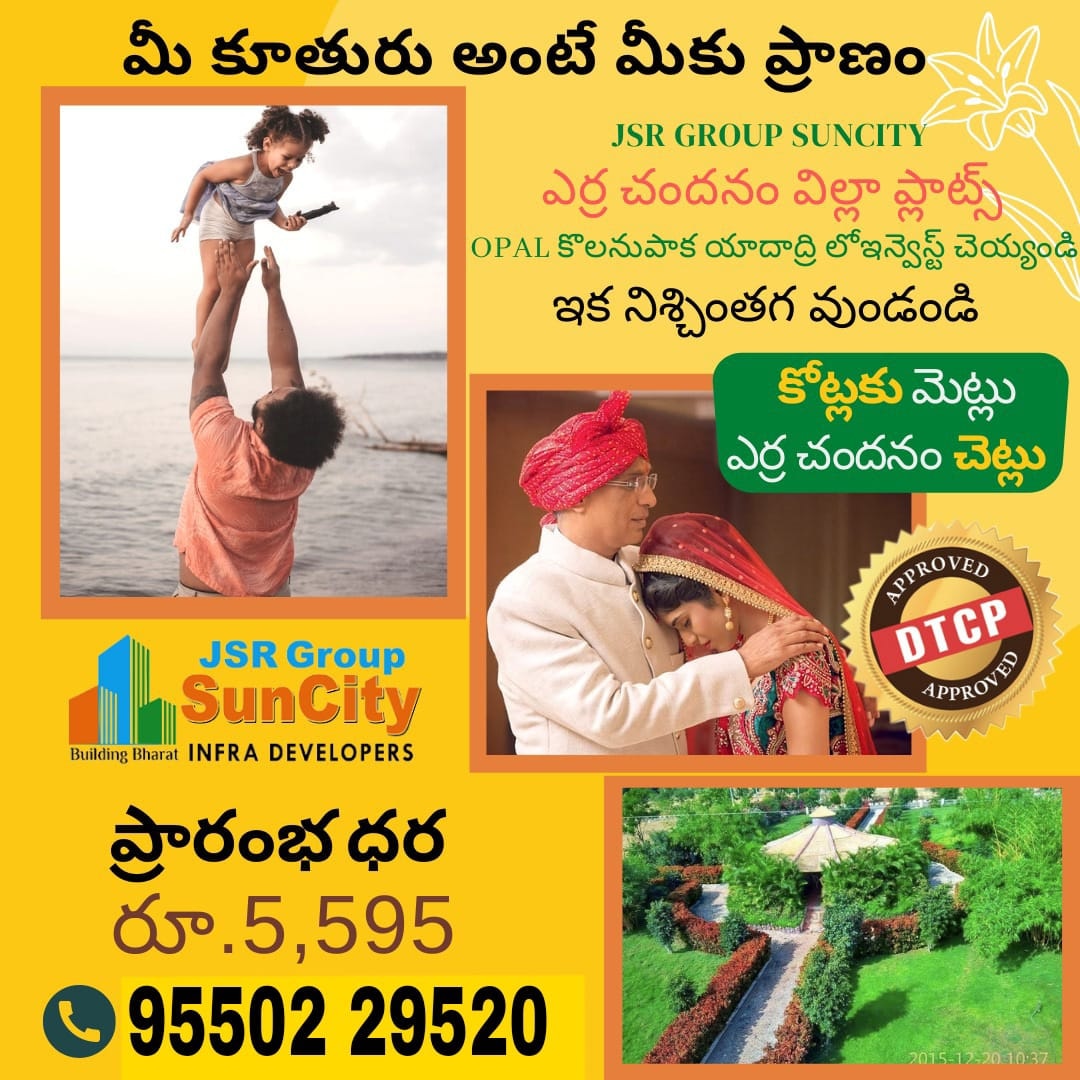 మీ కూతురు అంటే మీకు ప్రాణం
JSR GROUP SUNCITY
ఎర్ర చందనం విల్లా ప్లాట్స్
OPAL కొలనుపాక యాదాద్రి లోఇన్వెస్ట్ చెయ్యండి
ఇక నిశ్చింతగ వుండండి
కోట్లకు మెట్లు
ఎర్ర చందనం చెట్లు
APPROVED
DTCP
APPROVED
JSR Group
SunCity
Building Bharat INFRA DEVELOPERS
ప్రారంభ ధర
రూ.5,595
95502 29520
2015-12-20 10:37